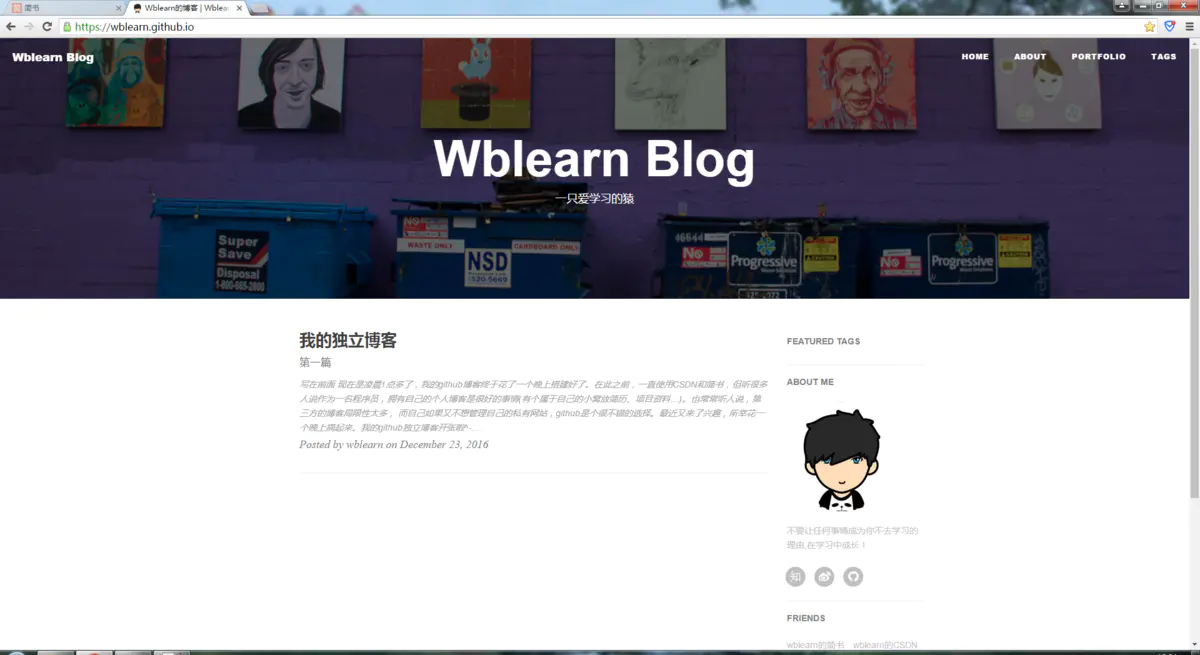 简书
Wblearn的博客 | Wblear
https://wblearn.github.io
Wblearn Blog
HOME
ABOUT
PORTFOLIO
TAGS
Wblearn Blog
一只爱学习的猿
Super
Save
Disposal
1-800-665-2800
NO
WASTE ONLY
CARDBOARD ONLY
NSD
520-5669
46544
NO
Progressive
CAUTION
NO
Progressive
CAUTION
我的独立博客
第一篇
写在前面 现在是凌晨1点多了，我的github博客终于花了一个晚上搭建好了。在此之前，一直使用CSDN和简书，但听很多
人说作为一名程序员，拥有自己的个人博客是很好的事情(有个属于自己的小窝放简历、项目资料...)。也常常听人说，第
三方的博客局限性太多，而自己如果又不想管理自己的私有网站，github是个很不错的选择。最近又来了兴趣，所幸花一
个晚上搞起来。我的github独立博客开张啦^-...
Posted by wblearn on December 23, 2016
FEATURED TAGS
ABOUT ME
不要让任何事情成为你不去学习的
理由,在学习中成长！
知
FRIENDS
wblearn的简书 wblearn的CSDN